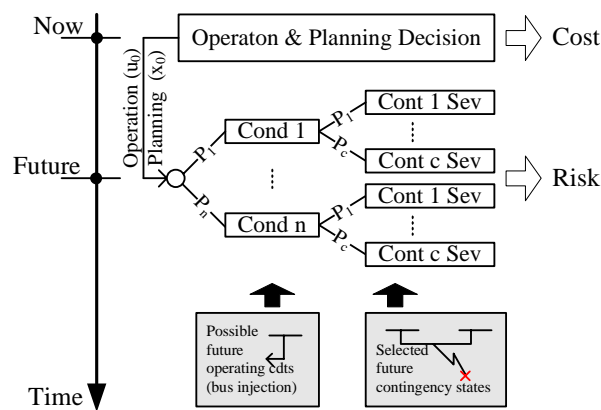 Now
Operaton & Planning Decision
Cost
Operation (u0)
Planning (x0)
Future
P1
Pn
Cond 1
Cond n
P1
Pc
P1
Pc
Cont 1 Sev
Cont c Sev
Cont 1 Sev
Cont c Sev
Risk
Possible
future
operating cdts
(bus injection)
Selected
future
contingency states
Time